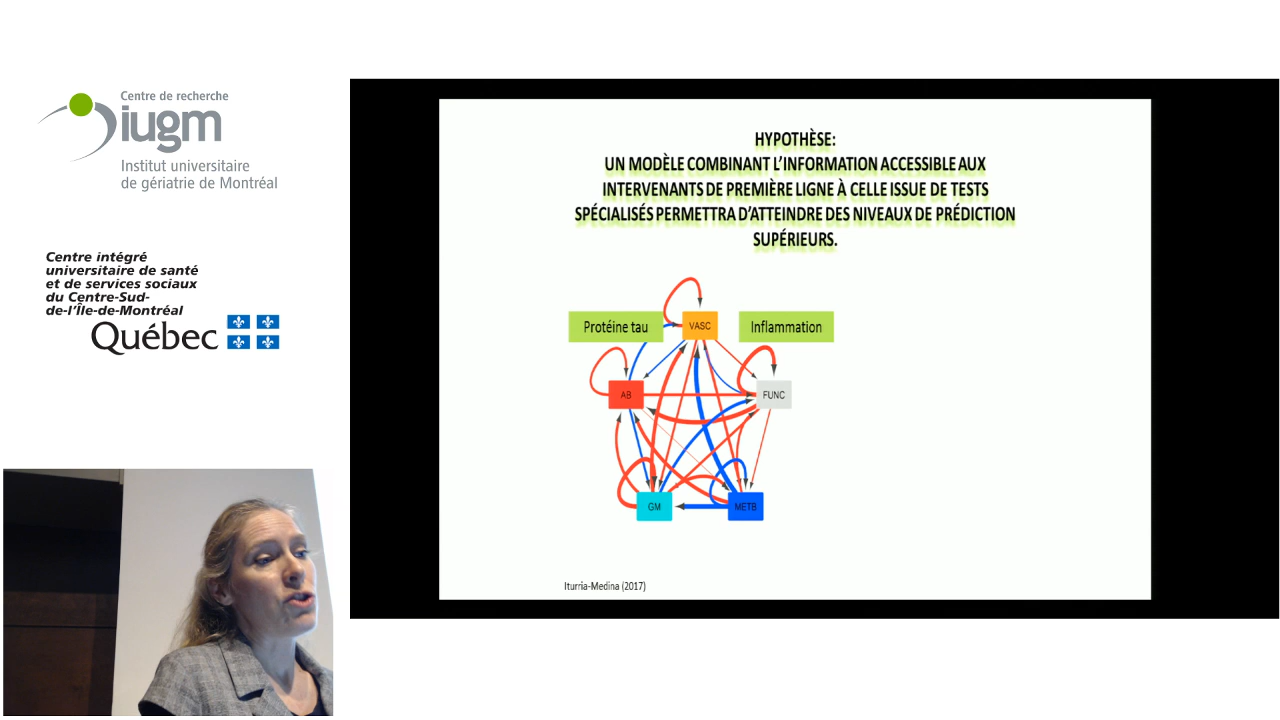 Centre de recherche
iugm
Institut universitaire
de gériatrie de Montréal
Centre intégré
universitaire de santé
et de services sociaux
du Centre-Sud-
de-l'Île-de-Montréal
Québec
HYPOTHÈSE:
UN MODÈLE COMBINANT L'INFORMATION ACCESSIBLE AUX
INTERVENANTS DE PREMIÈRE LIGNE À CELLE ISSUE DE TESTS
SPÉCIALISÉS PERMETTRA D'ATTEINDRE DES NIVEAUX DE PRÉDICTION
SUPÉRIEURS.
Protéine tau
VASC
Inflammation
AB
FUNC
GM
METB
Iturria-Medina (2017)